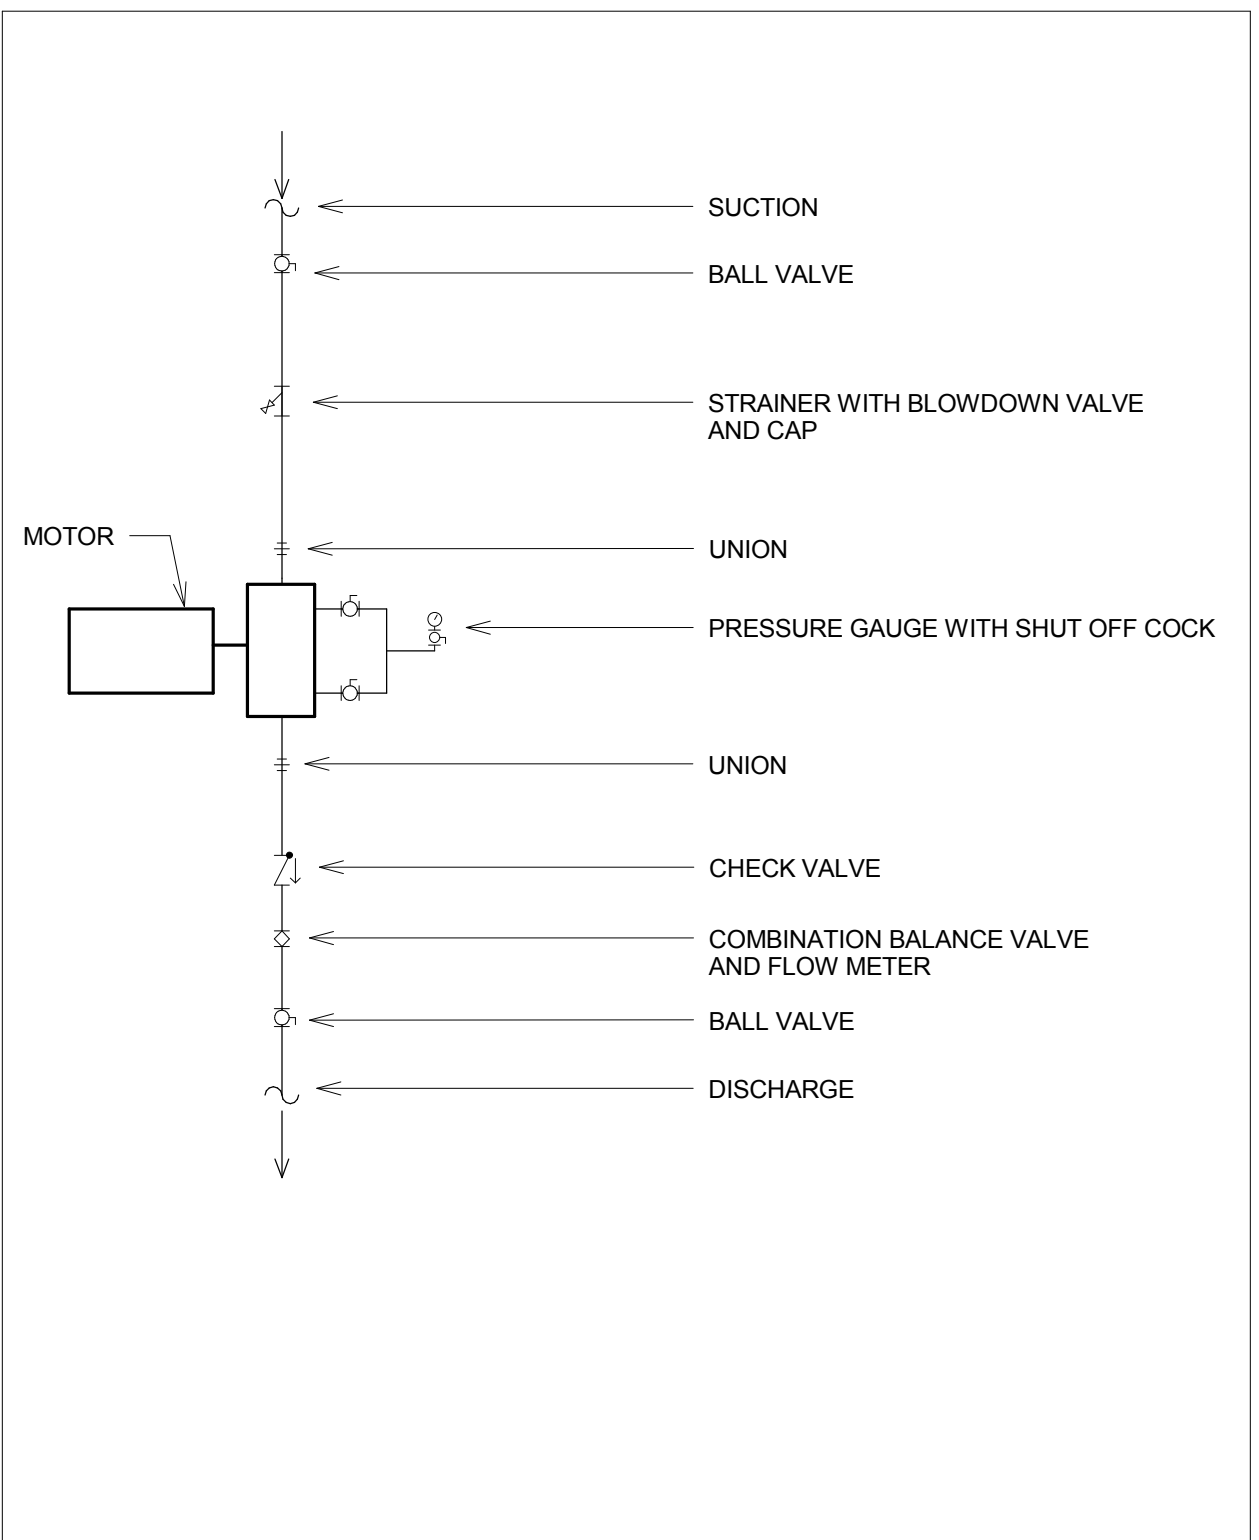 SUCTION
BALL VALVE
STRAINER WITH BLOWDOWN VALVE
AND CAP
MOTOR
UNION
PRESSURE GAUGE WITH SHUT OFF COCK
UNION
CHECK VALVE
COMBINATION BALANCE VALVE
AND FLOW METER
BALL VALVE
DISCHARGE